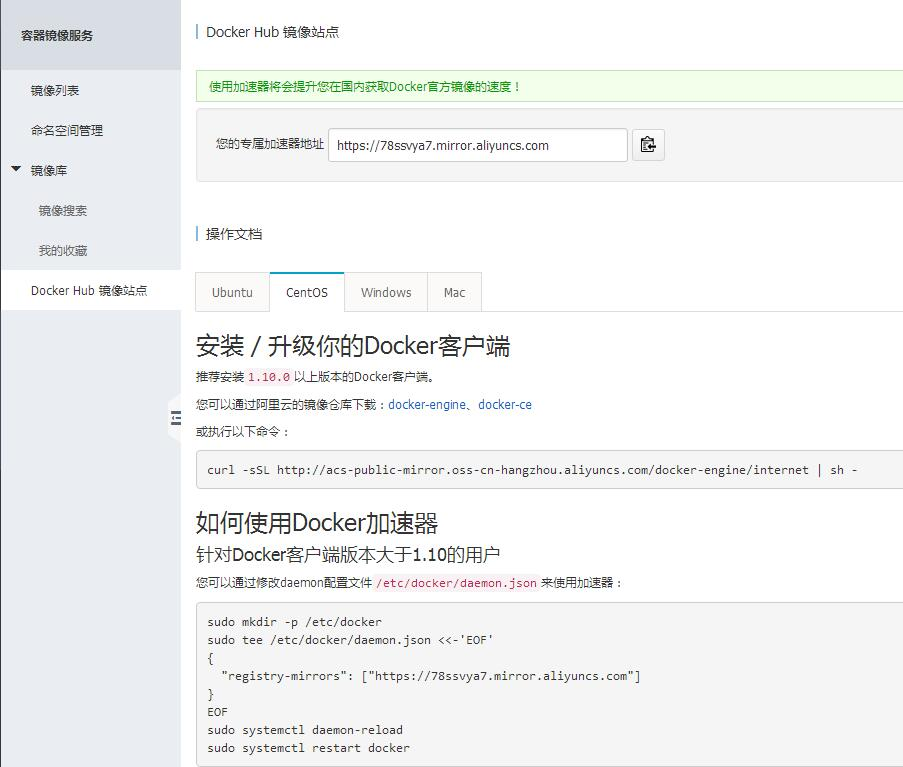 容器镜像服务
镜像列表
命名空间管理
镜像库
镜像搜索
我的收藏
Docker Hub 镜像站点
Docker Hub 镜像站点
使用加速器将会提升您在国内获取Docker官方镜像的速度！
您的专属加速器地址 https://78ssvya7.mirror.aliyuncs.com
操作文档
Ubuntu CentOS Windows Mac
安装 / 升级你的Docker客户端
推荐安装 1.10.0 以上版本的Docker客户端。
您可以通过阿里云的镜像仓库下载：docker-engine、docker-ce
或执行以下命令：
curl -sSL http://acs-public-mirror.oss-cn-hangzhou.aliyuncs.com/docker-engine/internet | sh -
如何使用Docker加速器
针对Docker客户端版本大于1.10的用户
您可以通过修改daemon配置文件 /etc/docker/daemon.json 来使用加速器：
sudo mkdir -p /etc/docker
sudo tee /etc/docker/daemon.json <<-'EOF'
{
  "registry-mirrors": ["https://78ssvya7.mirror.aliyuncs.com"]
}
EOF
sudo systemctl daemon-reload
sudo systemctl restart docker